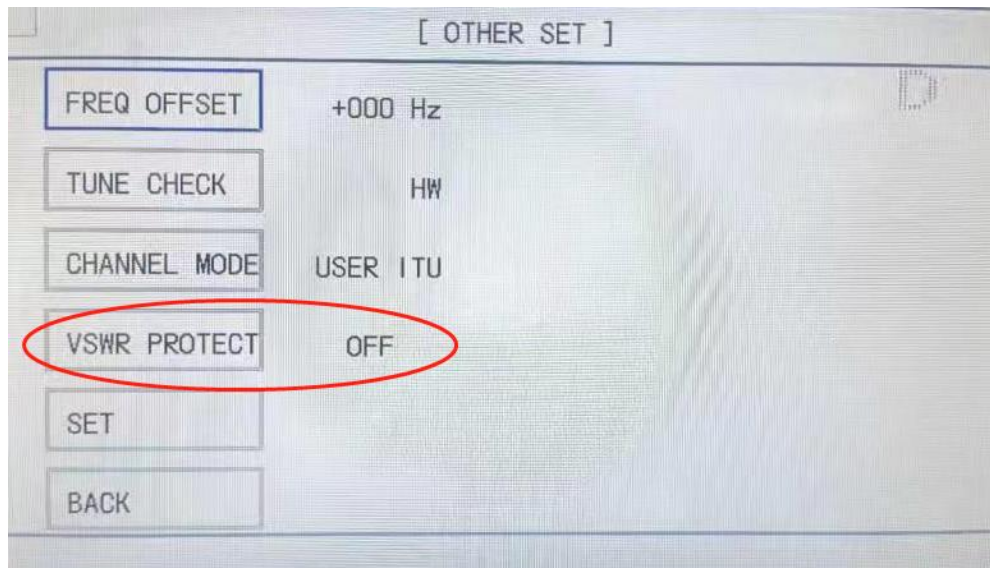 [ OTHER SET ]
D
FREQ OFFSET +000 Hz
TUNE CHECK HW
CHANNEL MODE USER ITU
VSWR PROTECT OFF
SET
BACK